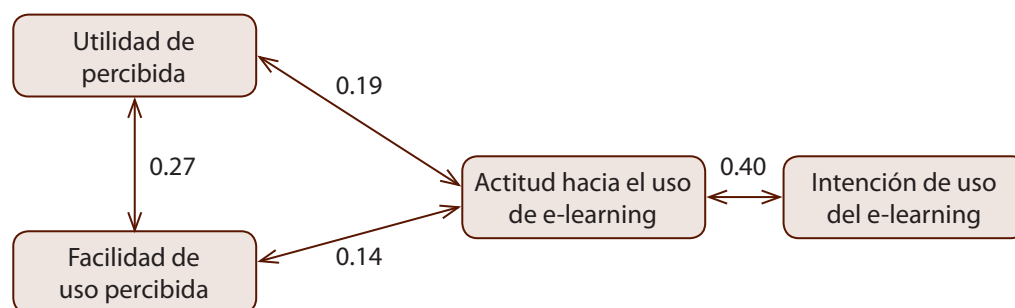 Utilidad de
percibida
0.19
0.27
Actitud hacia el uso
de e-learning
0.40
Intención de uso
del e-learning
Facilidad de
uso percibida
0.14